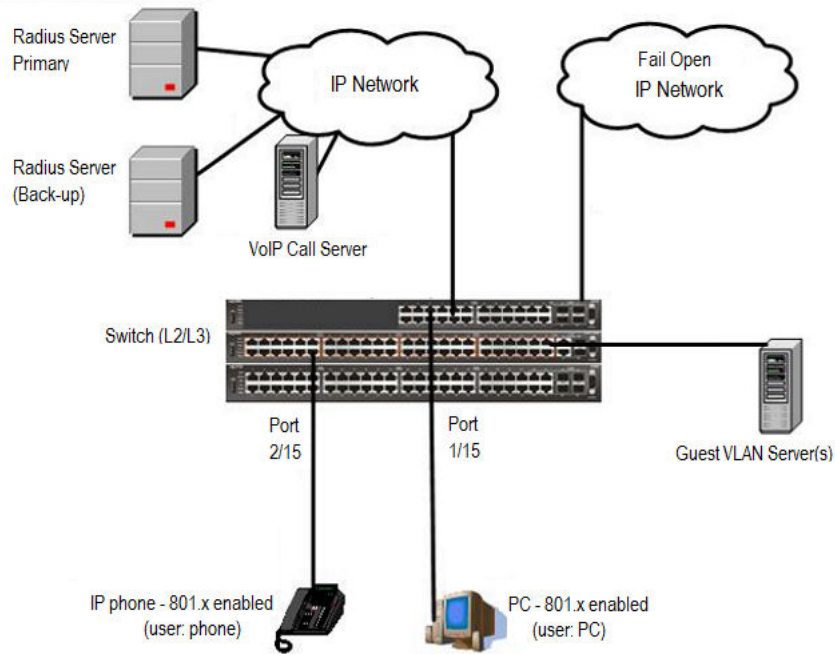 Radius Server
Primary
IP Network
Fail Open
IP Network
Radius Server
(Back-up)
VoIP Call Server
Switch (L2/L3)
Port
2/15
Port
1/15
Guest VLAN Server(s)
IP phone - 801.x enabled
(user: phone)
PC - 801.x enabled
(user: PC)